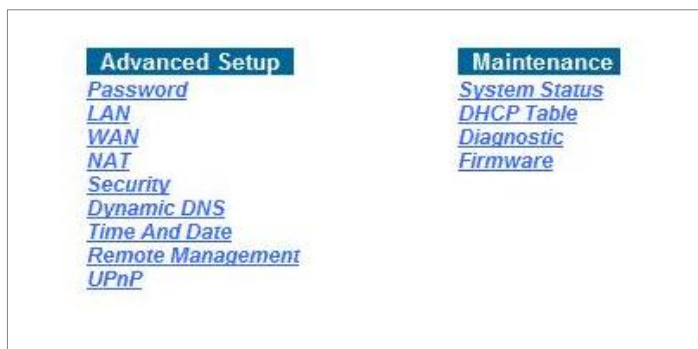 Advanced Setup
Password
LAN
WAN
NAT
Security
Dynamic DNS
Time And Date
Remote Management
UPnP
Maintenance
System Status
DHCP Table
Diagnostic
Firmware